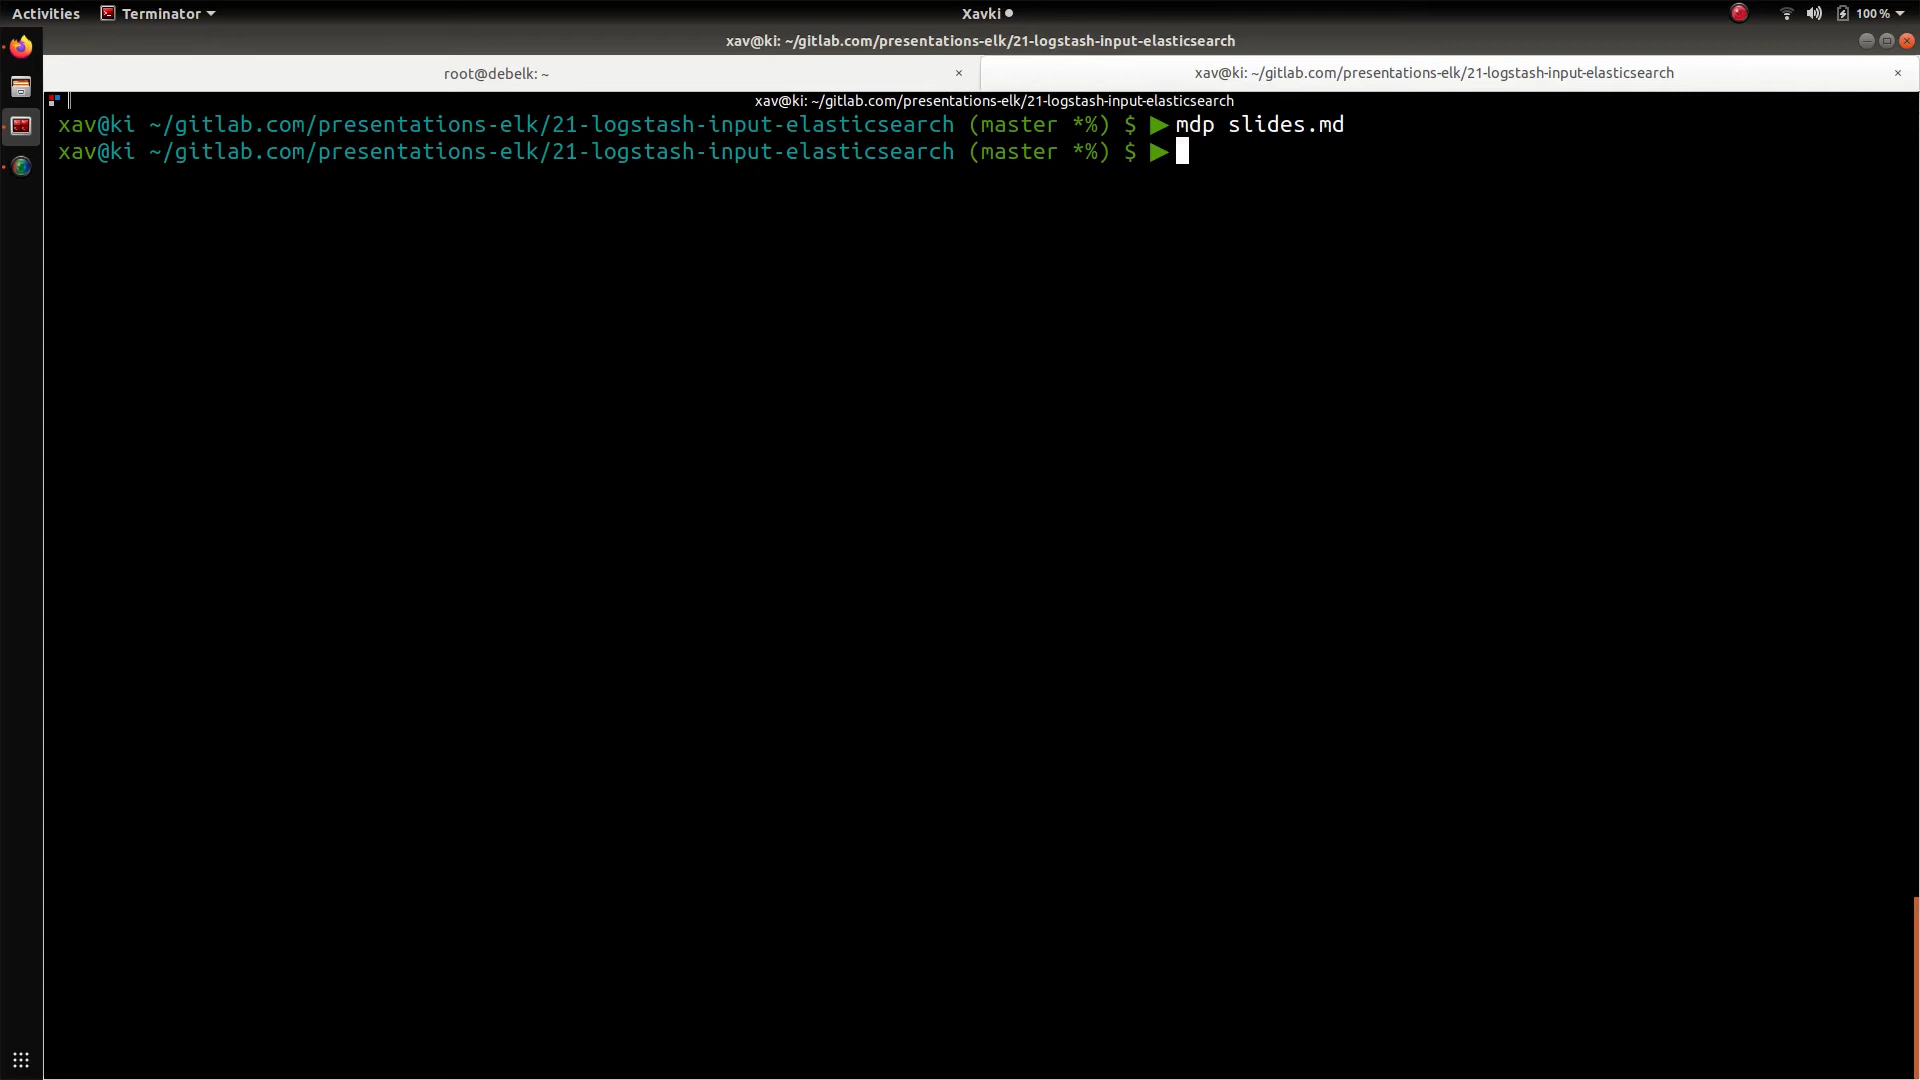 Activities Terminator Xavki 100 %
xav@ki: ~/gitlab.com/presentations-elk/21-logstash-input-elasticsearch
root@debelk: ~ × xav@ki: ~/gitlab.com/presentations-elk/21-logstash-input-elasticsearch ×
xav@ki: ~/gitlab.com/presentations-elk/21-logstash-input-elasticsearch
xav@ki ~/gitlab.com/presentations-elk/21-logstash-input-elasticsearch (master *%) $ ▶ mdp slides.md
xav@ki ~/gitlab.com/presentations-elk/21-logstash-input-elasticsearch (master *%) $ ▶